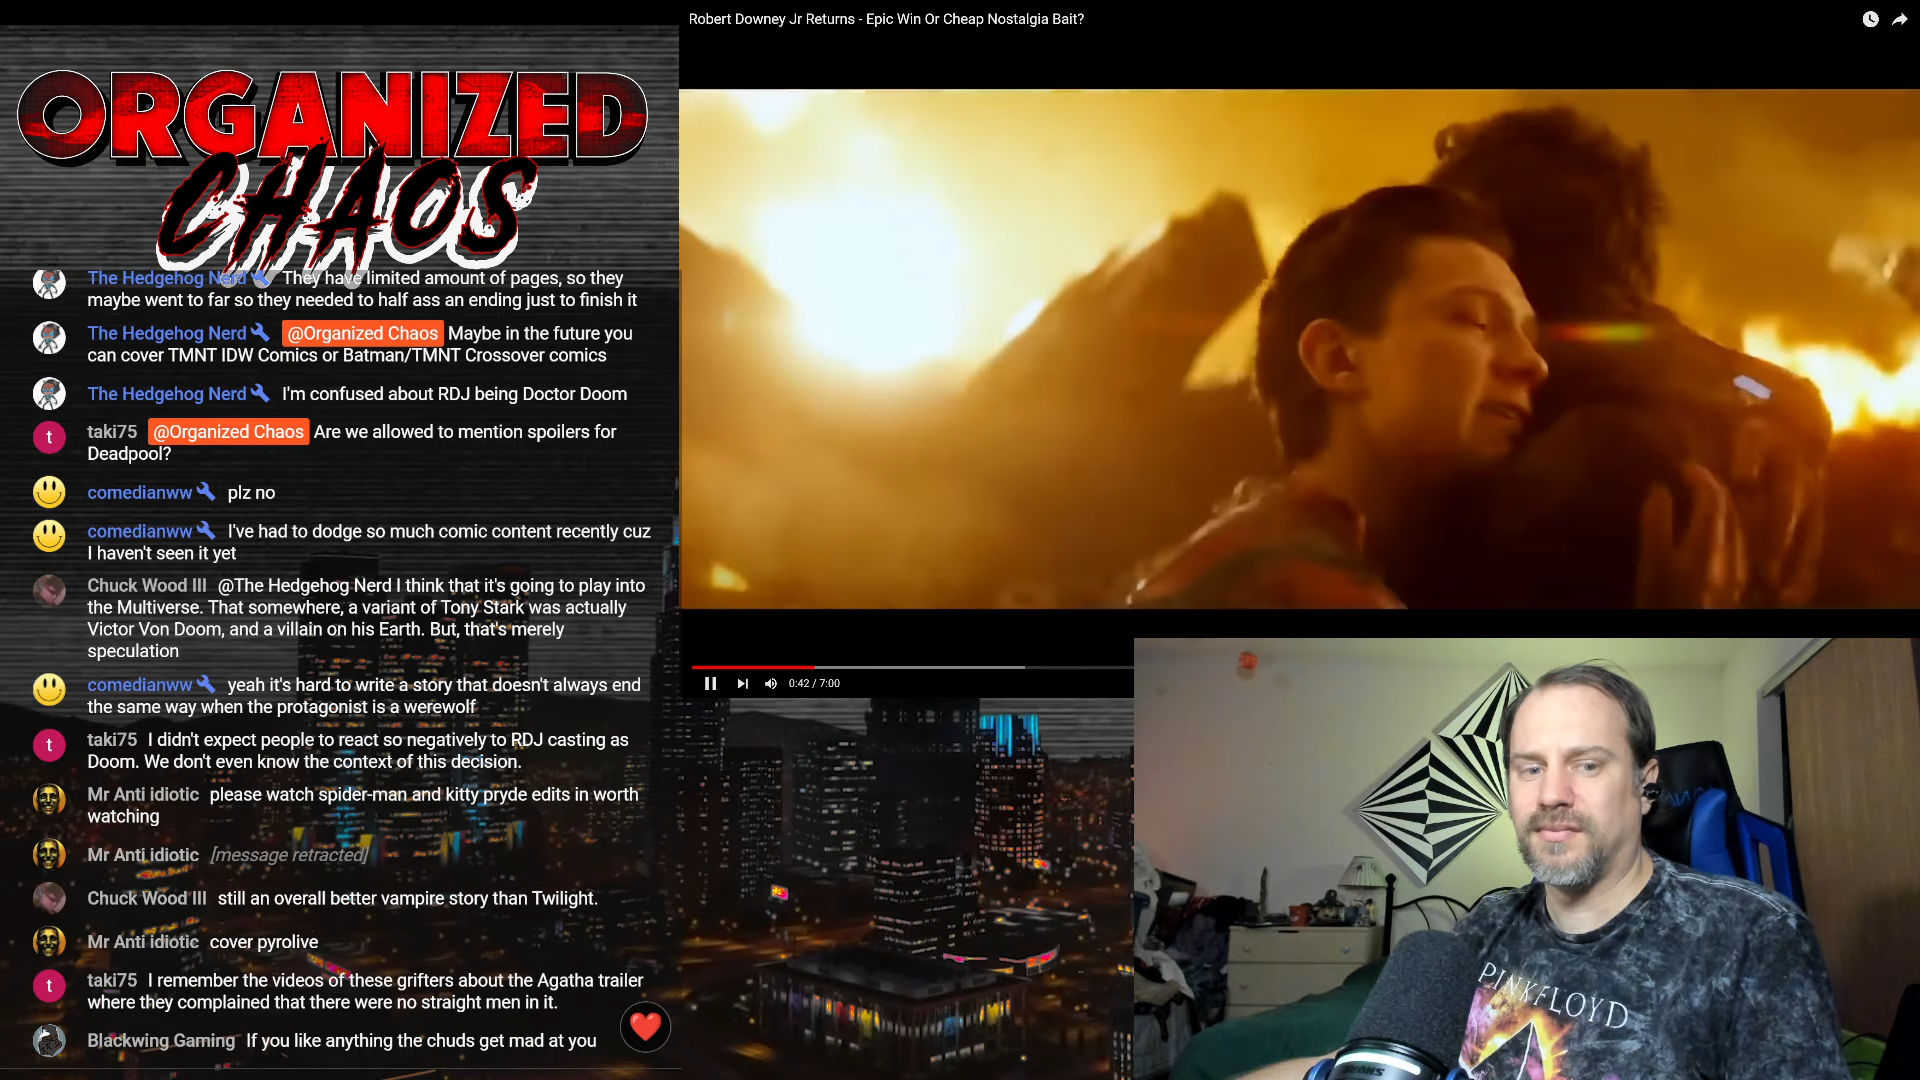 Robert Downey Jr Returns - Epic Win Or Cheap Nostalgia Bait?
ORGANIZED
CHAOS
The Hedgehog Nerd They have limited amount of pages, so they
maybe went to far so they needed to half ass an ending just to finish it
The Hedgehog Nerd @Organized Chaos Maybe in the future you
can cover TMNT IDW Comics or Batman/TMNT Crossover comics
The Hedgehog Nerd I'm confused about RDJ being Doctor Doom
t
taki75 @Organized Chaos Are we allowed to mention spoilers for
Deadpool?
comedianww plz no
comedianww I've had to dodge so much comic content recently cuz
I haven't seen it yet
Chuck Wood III @The Hedgehog Nerd I think that it's going to play into
the Multiverse. That somewhere, a variant of Tony Stark was actually
Victor Von Doom, and a villain on his Earth. But, that's merely
speculation
comedianww yeah it's hard to write a story that doesn't always end
the same way when the protagonist is a werewolf
t
taki75 I didn't expect people to react so negatively to RDJ casting as
Doom. We don't even know the context of this decision.
Mr Anti idiotic please watch spider-man and kitty pryde edits in worth
watching
Mr Anti idiotic [message retracted]
Chuck Wood III still an overall better vampire story than Twilight.
Mr Anti idiotic cover pyrolive
t
taki75 I remember the videos of these grifters about the Agatha trailer
where they complained that there were no straight men in it.
Blackwing Gaming If you like anything the chuds get mad at you
0:42 / 7:00
PINK FLOYD